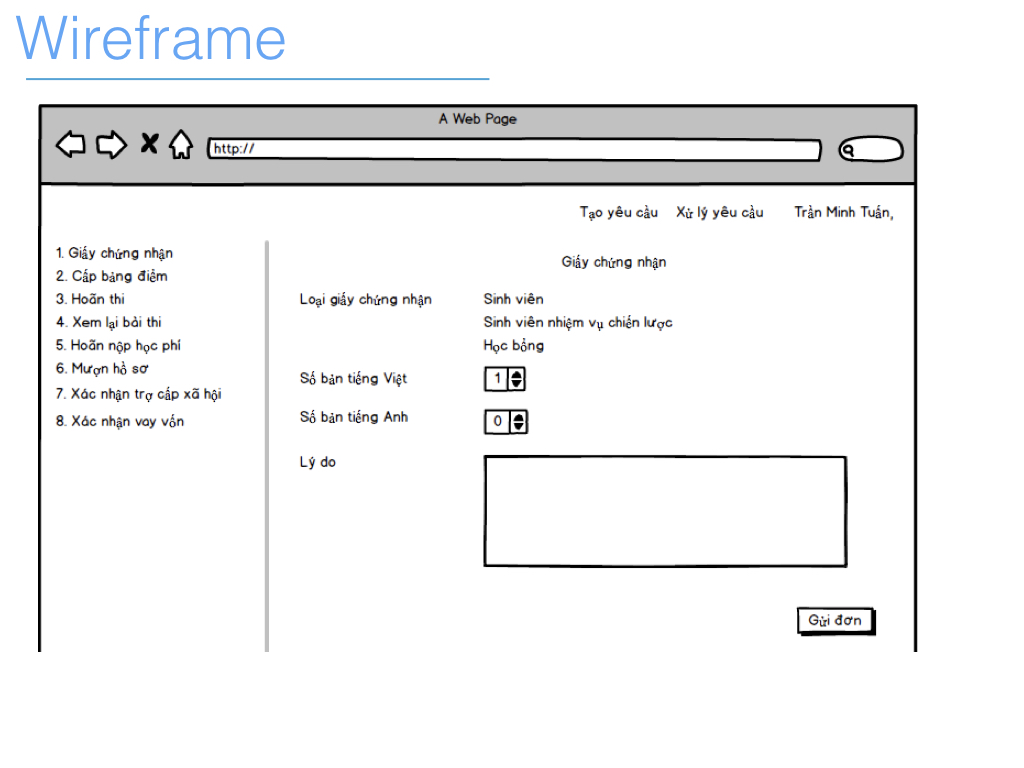 Wireframe
A Web Page
http://
Tạo yêu cầu Xử lý yêu cầu Trần Minh Tuấn,
1. Giấy chứng nhận
2. Cấp bảng điểm
3. Hoãn thi
4. Xem lại bài thi
5. Hoãn nộp học phí
6. Mượn hồ sơ
7. Xác nhận trợ cấp xã hội
8. Xác nhận vay vốn
Giấy chứng nhận
Loại giấy chứng nhận Sinh viên
Sinh viên nhiệm vụ chiến lược
Học bổng
Số bản tiếng Việt 1
Số bản tiếng Anh 0
Lý do
Gửi đơn